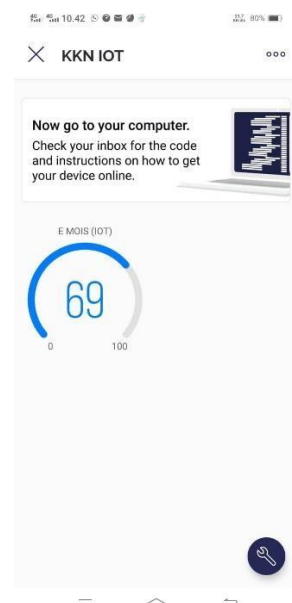 10.42 80%
KKN IOT
Now go to your computer.
Check your inbox for the code
and instructions on how to get
your device online.
E MOIS (IOT)
69
0 100